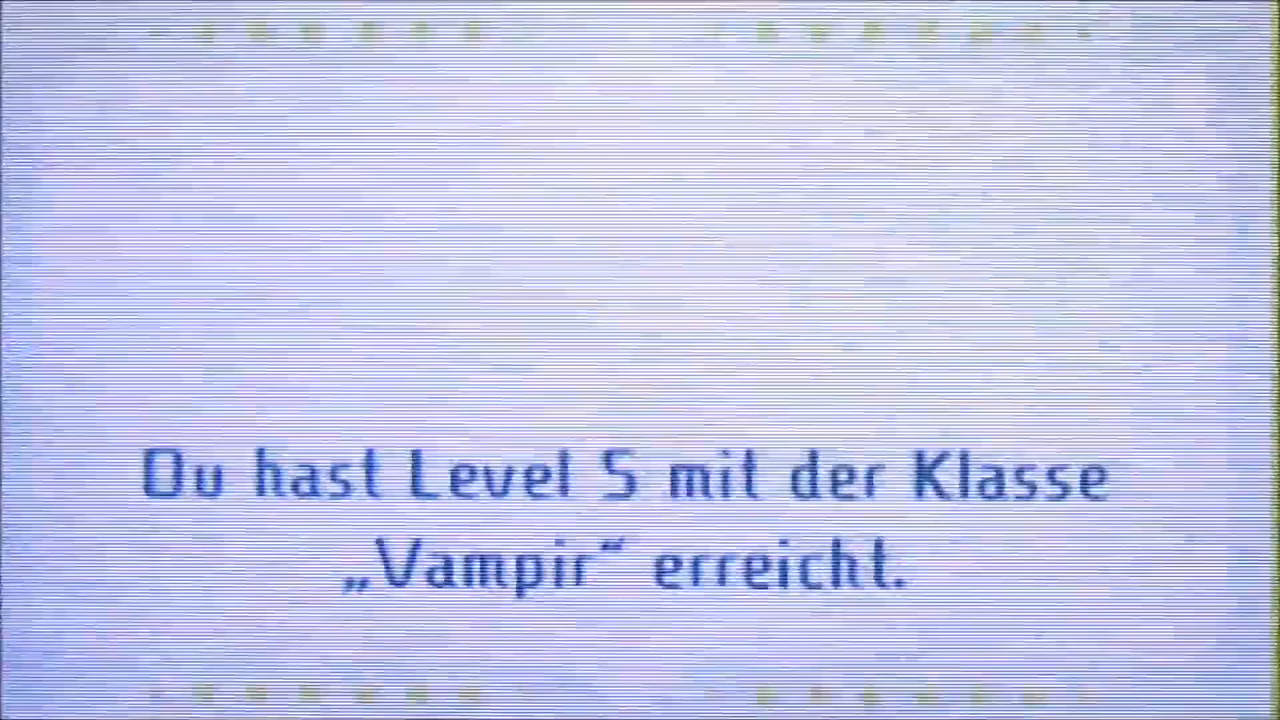 Du hast Level 5 mit der Klasse
„Vampir“ erreicht.